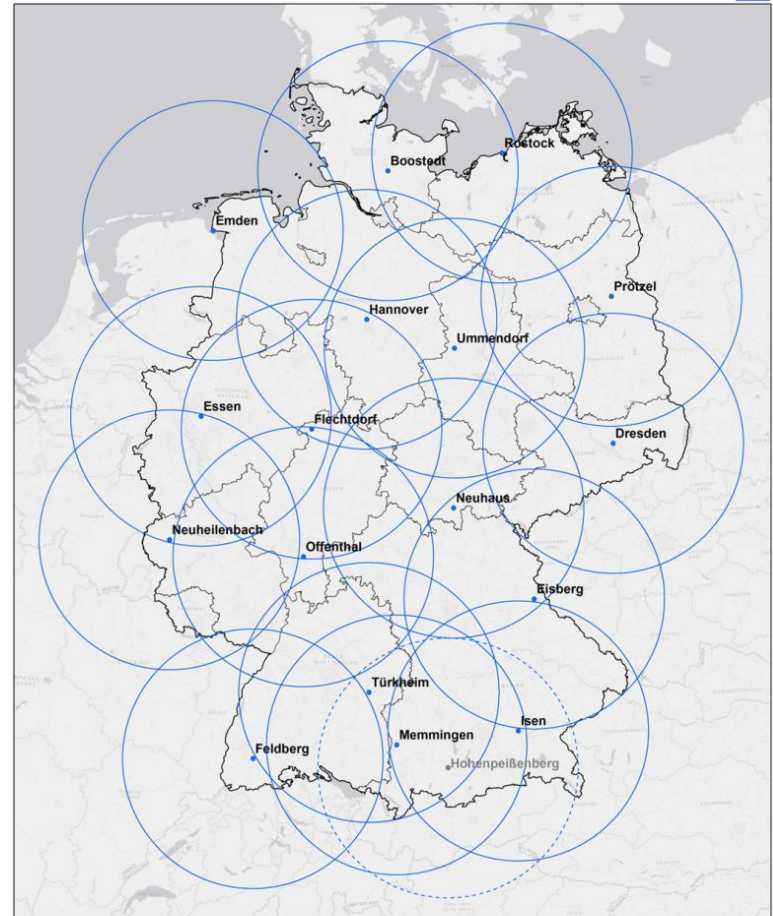 Rostock
Boostedt
Emden
Prötzel
Hannover
Ummendorf
Essen
Flechtdorf
Dresden
Neuhaus
Neuheilenbach
Offenthal
Eisberg
Türkheim
Isen
Memmingen
Feldberg
Hohenpeißenberg